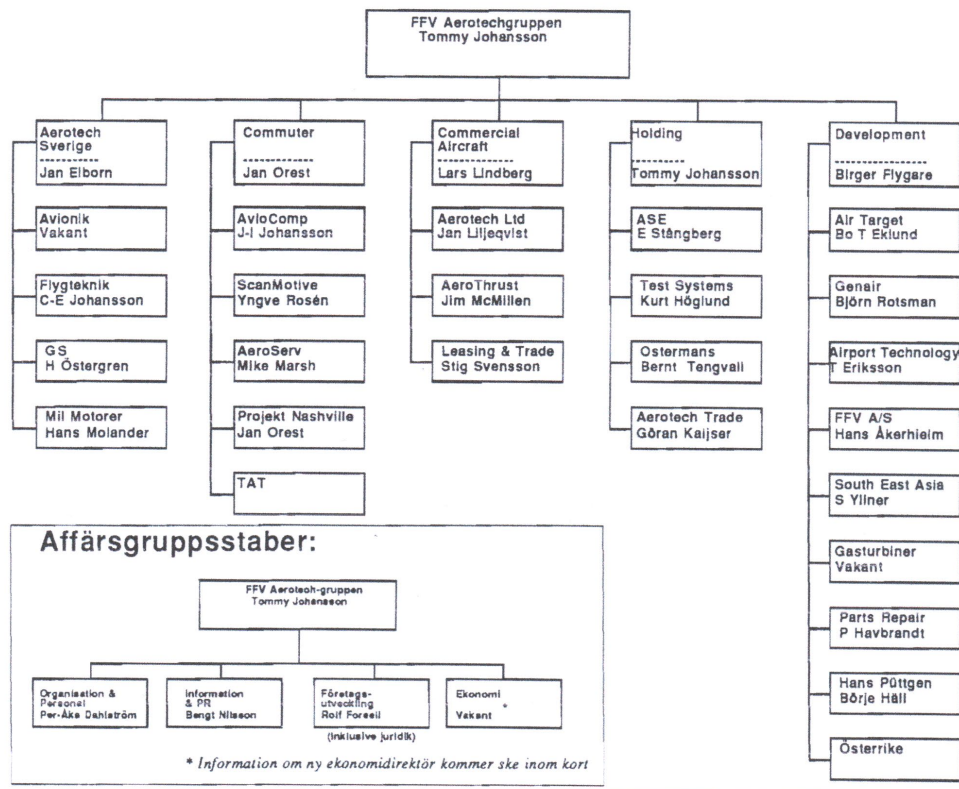 FFV Aerotechgruppen
Tommy Johansson
Aerotech
Sverige
-----------
Jan Elborn
Avionik
Vakant
Flygteknik
C-E Johansson
GS
H Östergren
Mil Motorer
Hans Molander
Commuter
-------------
Jan Orest
AvioComp
J-I Johansson
ScanMotive
Yngve Rosén
AeroServ
Mike Marsh
Projekt Nashville
Jan Orest
TAT
Commercial
Aircraft
--------------
Lars Lindberg
Aerotech Ltd
Jan Liljeqvist
AeroThrust
Jim McMillen
Leasing & Trade
Stig Svensson
Holding
----------
Tommy Johansson
ASE
E Stångberg
Test Systems
Kurt Höglund
Ostermans
Bernt Tengvall
Aerotech Trade
Göran Kaijser
Development
-----------------
Birger Flygare
Air Target
Bo T Eklund
Genair
Björn Rotsman
Airport Technology
T Eriksson
FFV A/S
Hans Åkerhielm
South East Asia
S Yllner
Gasturbiner
Vakant
Parts Repair
P Havbrandt
Hans Püttgen
Börje Häll
Österrike
Affärsgruppsstaber:
FFV Aerotech-gruppen
Tommy Johansson
Organisation &
Personal
Per-Åke Dahlström
Information
& PR
Bengt Nilsson
Företags-
utveckling
Rolf Forsell
(inklusive juridik)
Ekonomi
*
Vakant
* Information om ny ekonomidirektör kommer ske inom kort